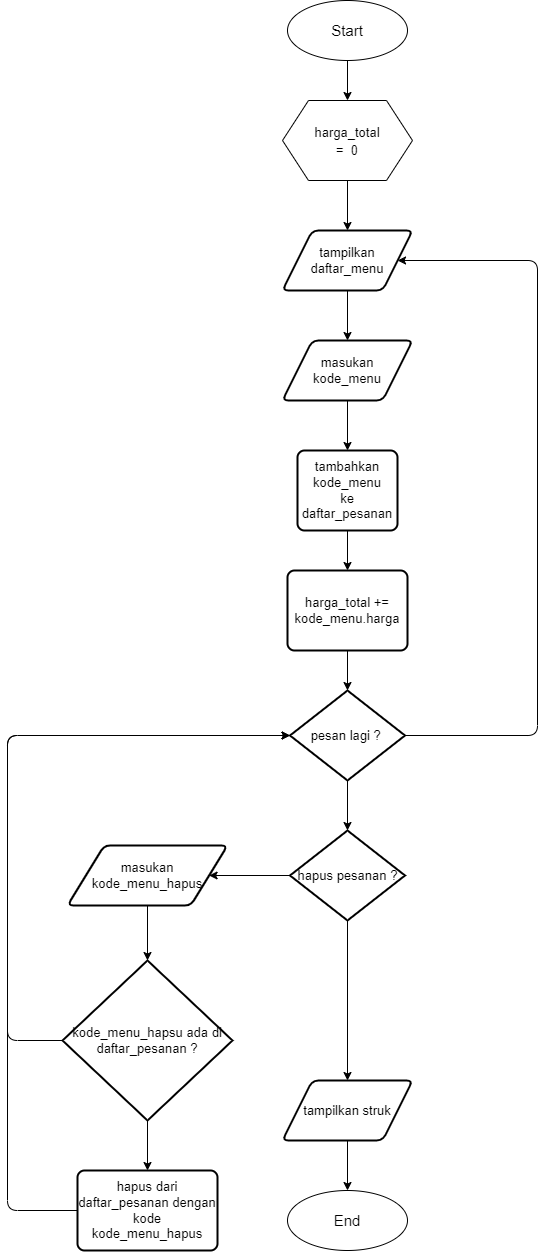 Start
harga_total
= 0
tampilkan
daftar_menu
masukan
kode_menu
tambahkan
kode_menu
ke
daftar_pesanan
harga_total +=
kode_menu.harga
pesan lagi ?
hapus pesanan ?
masukan
kode_menu_hapus
kode_menu_hapsu ada di
daftar_pesanan ?
tampilkan struk
hapus dari
daftar_pesanan dengan
kode
kode_menu_hapus
End